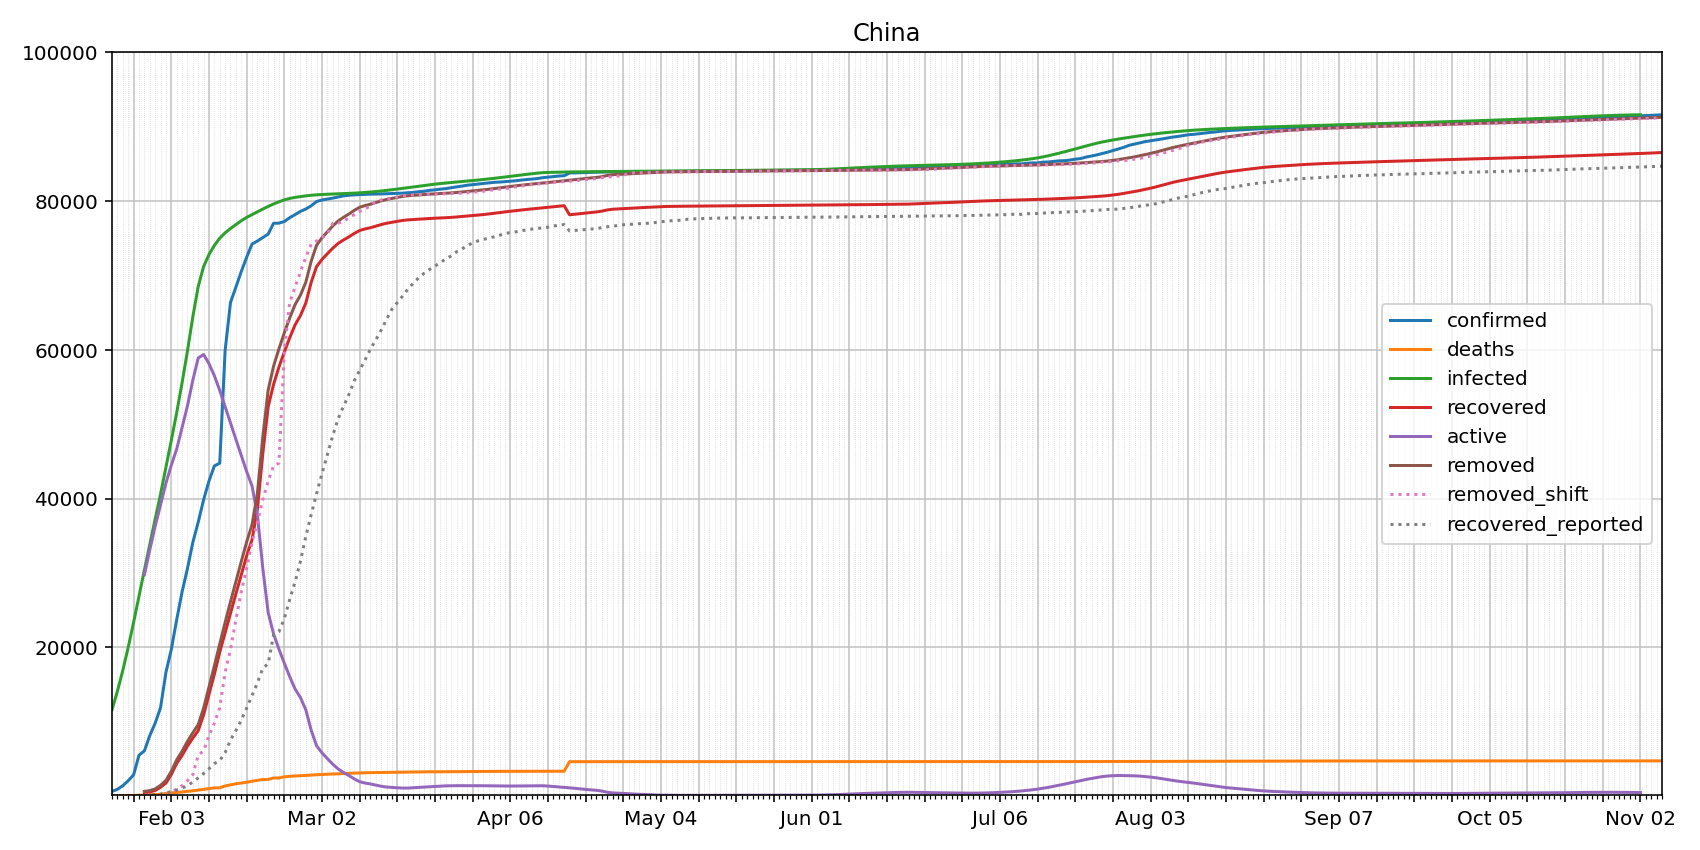 China
100000
80000
60000
40000
20000
Feb 03 Mar 02 Apr 06 May 04 Jun 01 Jul 06 Aug 03 Sep 07 Oct 05 Nov 02
confirmed
deaths
infected
recovered
active
removed
removed_shift
recovered_reported